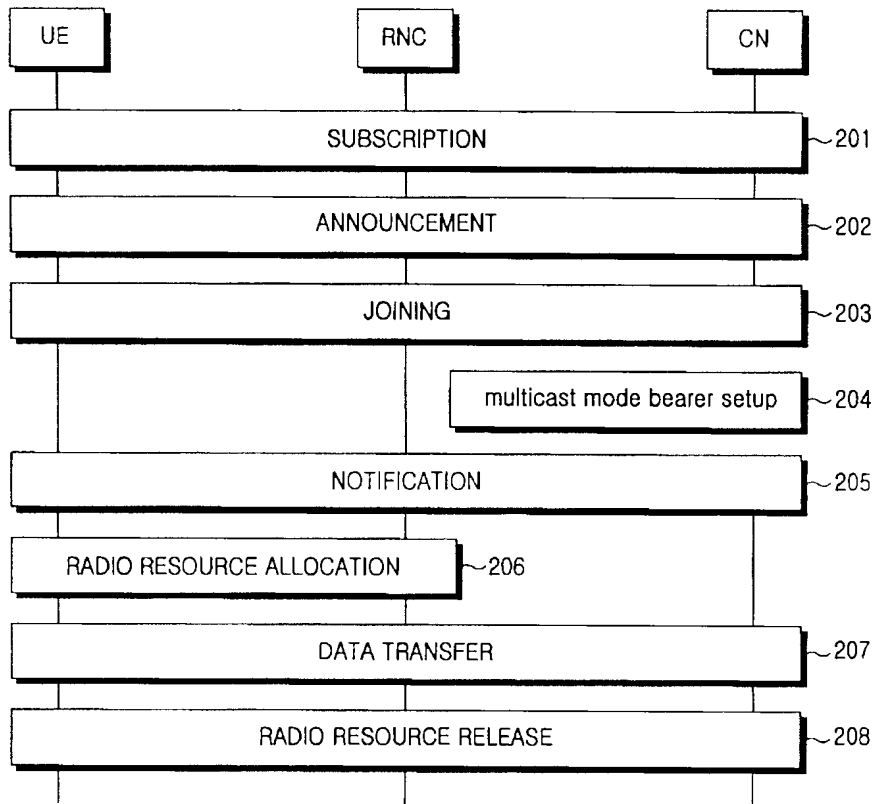 UE RNC CN
SUBSCRIPTION 201
ANNOUNCEMENT 202
JOINING 203
multicast mode bearer setup 204
NOTIFICATION 205
RADIO RESOURCE ALLOCATION 206
DATA TRANSFER 207
RADIO RESOURCE RELEASE 208